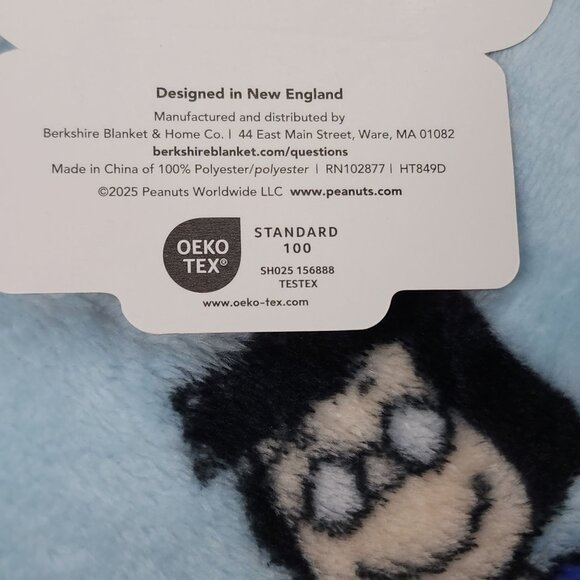 Designed in New England
Manufactured and distributed by
Berkshire Blanket & Home Co. | 44 East Main Street, Ware, MA 01082
berkshireblanket.com/questions
Made in China of 100% Polyester/polyester | RN102877 | HT849D
©2025 Peanuts Worldwide LLC www.peanuts.com
OEKO
TEX®
STANDARD
100
SH025 156888
TESTEX
www.oeko-tex.com